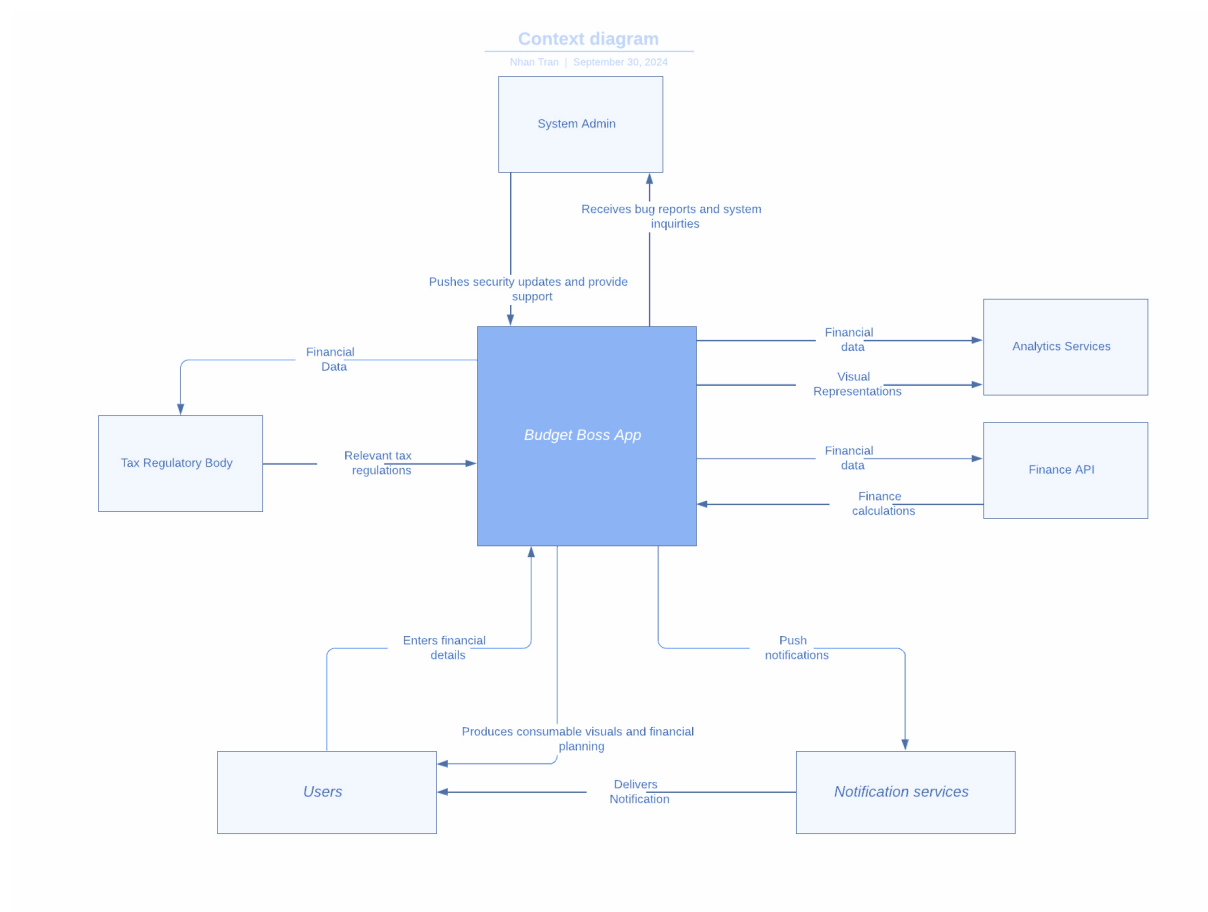 Context diagram
Nhan Tran | September 30, 2024
System Admin
Receives bug reports and system
inquirties
Pushes security updates and provide
support
Financial
Data
Financial
data
Analytics Services
Visual
Representations
Budget Boss App
Tax Regulatory Body
Relevant tax
regulations
Financial
data
Finance API
Finance
calculations
Enters financial
details
Push
notifications
Produces consumable visuals and financial
planning
Users
Delivers
Notification
Notification services